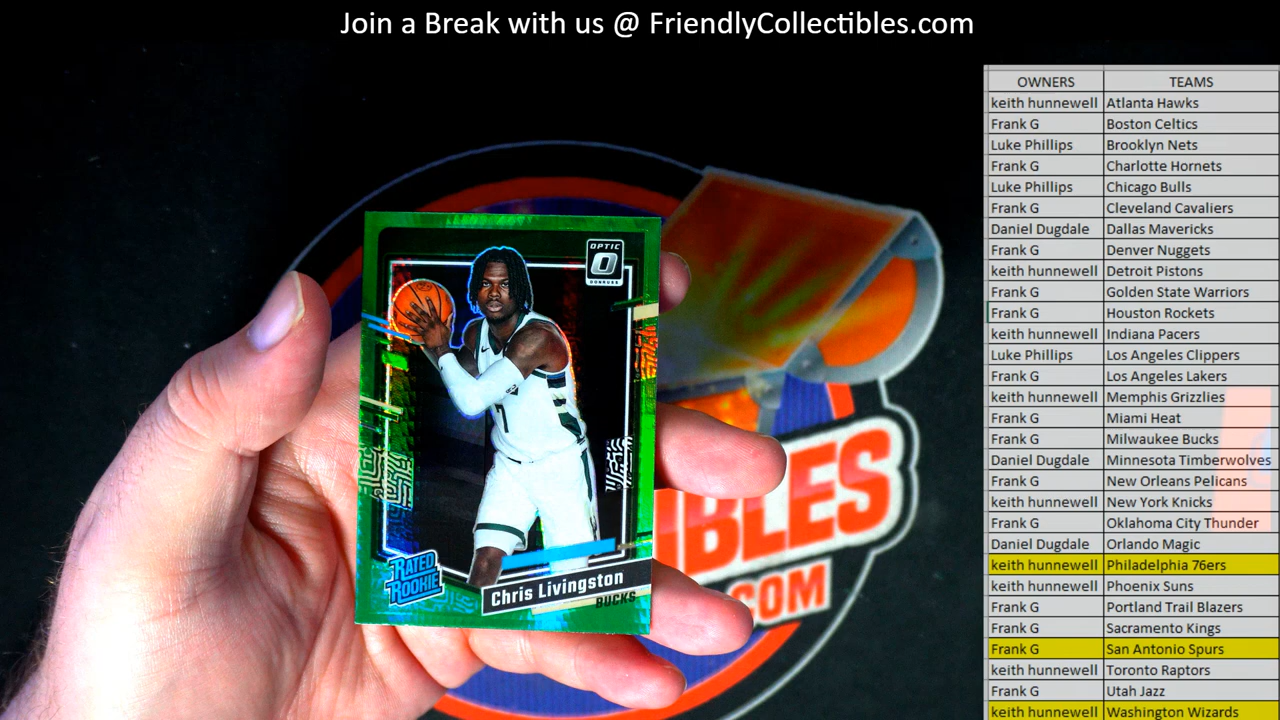 Join a Break with us @ FriendlyCollectibles.com
OWNERS TEAMS
keith hunnewell Atlanta Hawks
Frank G Boston Celtics
Luke Phillips Brooklyn Nets
Frank G Charlotte Hornets
Luke Phillips Chicago Bulls
Frank G Cleveland Cavaliers
Daniel Dugdale Dallas Mavericks
Frank G Denver Nuggets
keith hunnewell Detroit Pistons
Frank G Golden State Warriors
Frank G Houston Rockets
keith hunnewell Indiana Pacers
Luke Phillips Los Angeles Clippers
Frank G Los Angeles Lakers
keith hunnewell Memphis Grizzlies
Frank G Miami Heat
Frank G Milwaukee Bucks
Daniel Dugdale Minnesota Timberwolves
Frank G New Orleans Pelicans
keith hunnewell New York Knicks
Frank G Oklahoma City Thunder
Daniel Dugdale Orlando Magic
keith hunnewell Philadelphia 76ers
keith hunnewell Phoenix Suns
Frank G Portland Trail Blazers
Frank G Sacramento Kings
Frank G San Antonio Spurs
keith hunnewell Toronto Raptors
Frank G Utah Jazz
keith hunnewell Washington Wizards
OPTIC
O
DONRUSS
7
RATED
ROOKIE
Chris Livingston
BUCKS
IBLES
.COM